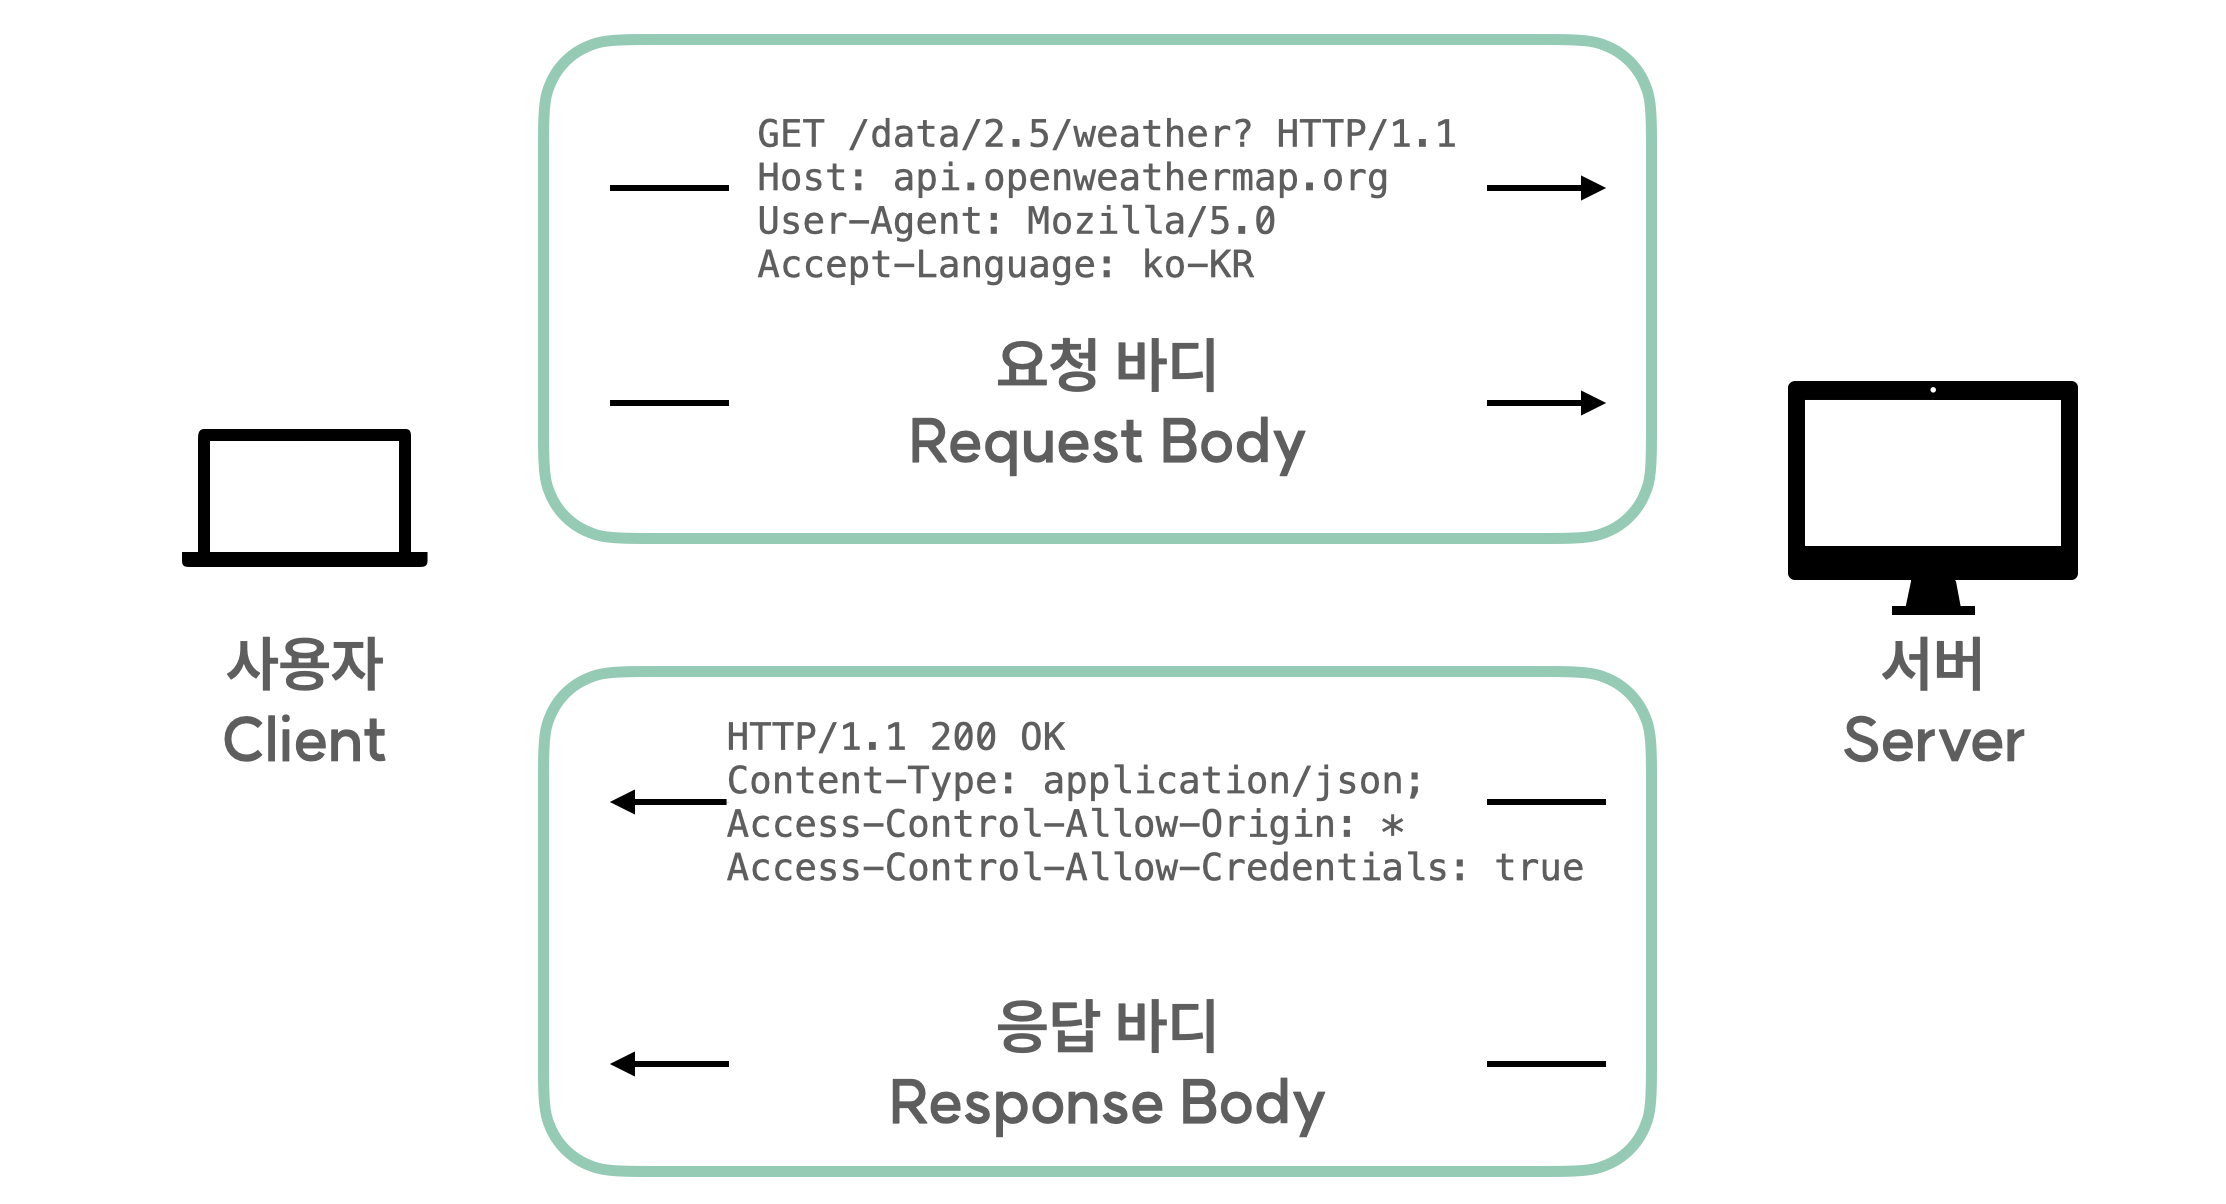 GET /data/2.5/weather? HTTP/1.1
Host: api.openweathermap.org
User-Agent: Mozilla/5.0
Accept-Language: ko-KR
요청 바디
Request Body
사용자
Client
서버
Server
HTTP/1.1 200 OK
Content-Type: application/json;
Access-Control-Allow-Origin: *
Access-Control-Allow-Credentials: true
응답 바디
Response Body